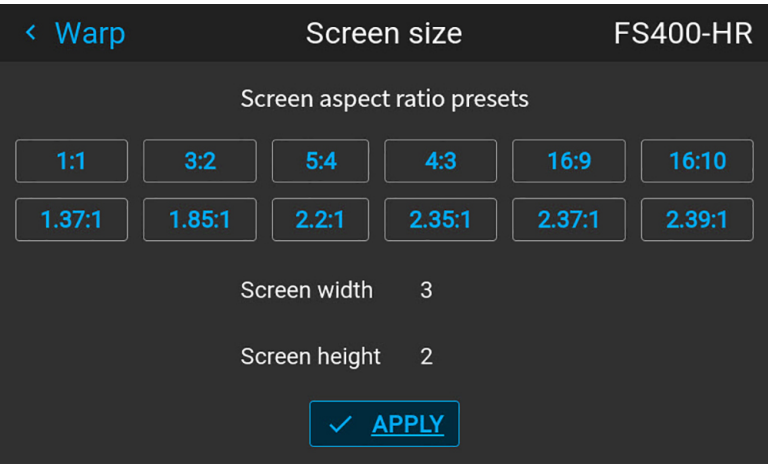 Warp Screen size FS400-HR
Screen aspect ratio presets
1:1 3:2 5:4 4:3 16:9 16:10
1.37:1 1.85:1 2.2:1 2.35:1 2.37:1 2.39:1
Screen width 3
Screen height 2
APPLY